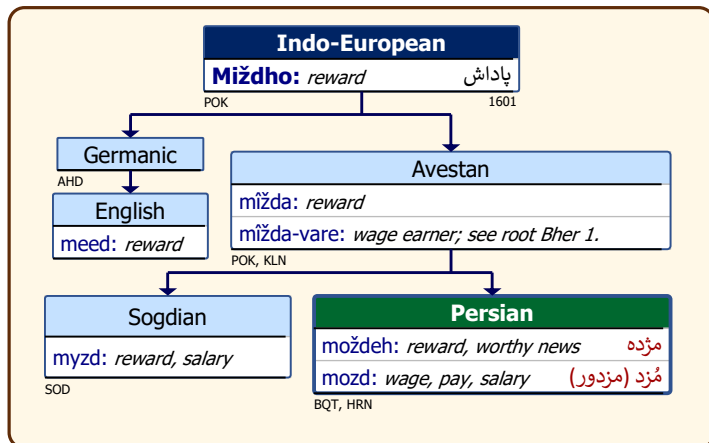 Indo-European
Miždho: reward پاداش
POK 1601
Germanic
AHD
English
meed: reward
Avestan
mîžda: reward
mîžda-vare: wage earner; see root Bher 1.
POK, KLN
Sogdian
myzd: reward, salary
SOD
Persian
moždeh: reward, worthy news مژده
mozd: wage, pay, salary مُزد (مزدور)
BQT, HRN